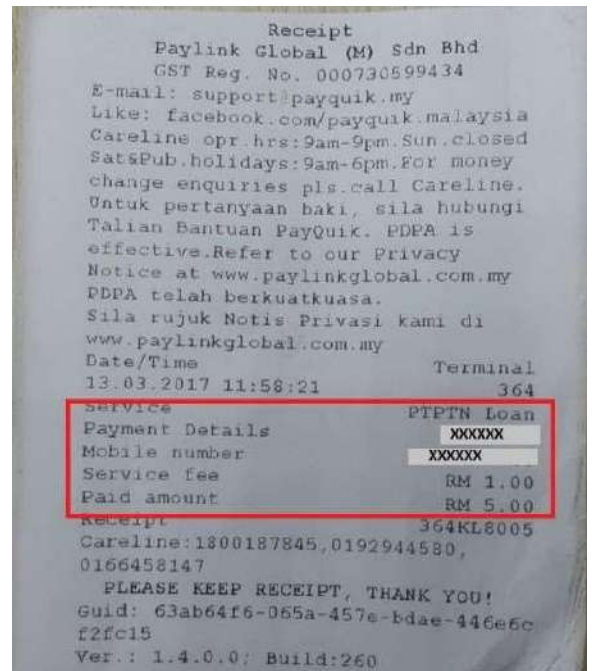 Receipt
Paylink Global (M) Sdn Bhd
GST Reg. No. 000730599434
E-mail: support@payquik.my
Like: facebook.com/payquik.malaysia
Careline opr.hrs:9am-9pm.Sun.closed
Sat&Pub.holidays:9am-6pm.For money
change enquiries pls.call Careline.
Untuk pertanyaan baki, sila hubungi
Talian Bantuan PayQuik. PDPA is
effective.Refer to our Privacy
Notice at www.paylinkglobal.com.my
PDPA telah berkuatkuasa.
Sila rujuk Notis Privasi kami di
www.paylinkglobal.com.my
Date/Time Terminal
13.03.2017 11:58:21 364
Service PTPTN Loan
Payment Details XXXXXX
Mobile number XXXXXX
Service fee RM 1.00
Paid amount RM 5.00
Receipt 364KL8005
Careline:1800187845,0192944580,
0166458147
PLEASE KEEP RECEIPT, THANK YOU!
Guid: 63ab64f6-065a-457e-bdae-446e6c
f2fc15
Ver.: 1.4.0.0; Build:260